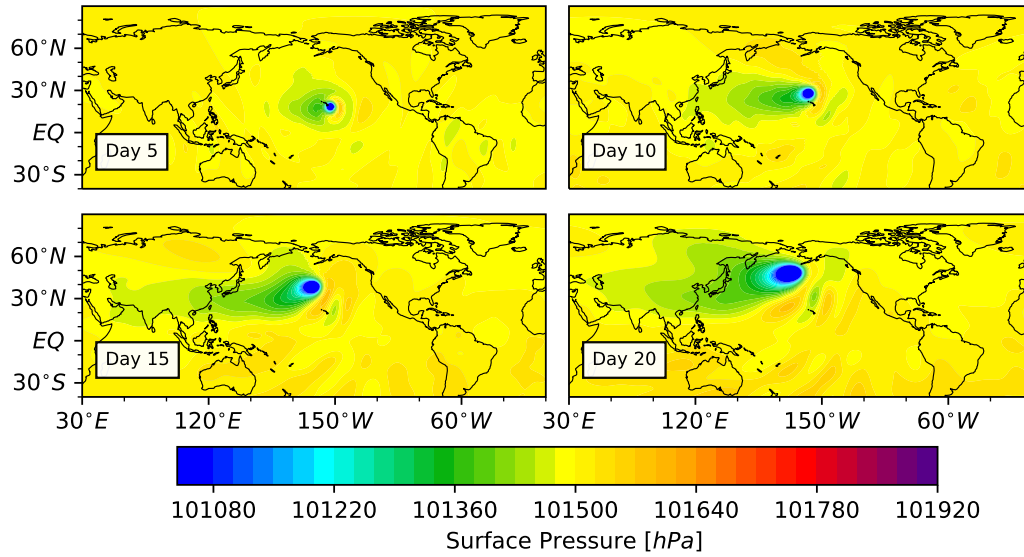 60°N
30°N
EQ
30°S
Day 5
Day 10
60°N
30°N
EQ
30°S
Day 15
Day 20
30°E 120°E 150°W 60°W 30°E 120°E 150°W 60°W
101080 101220 101360 101500 101640 101780 101920
Surface Pressure [hPa]